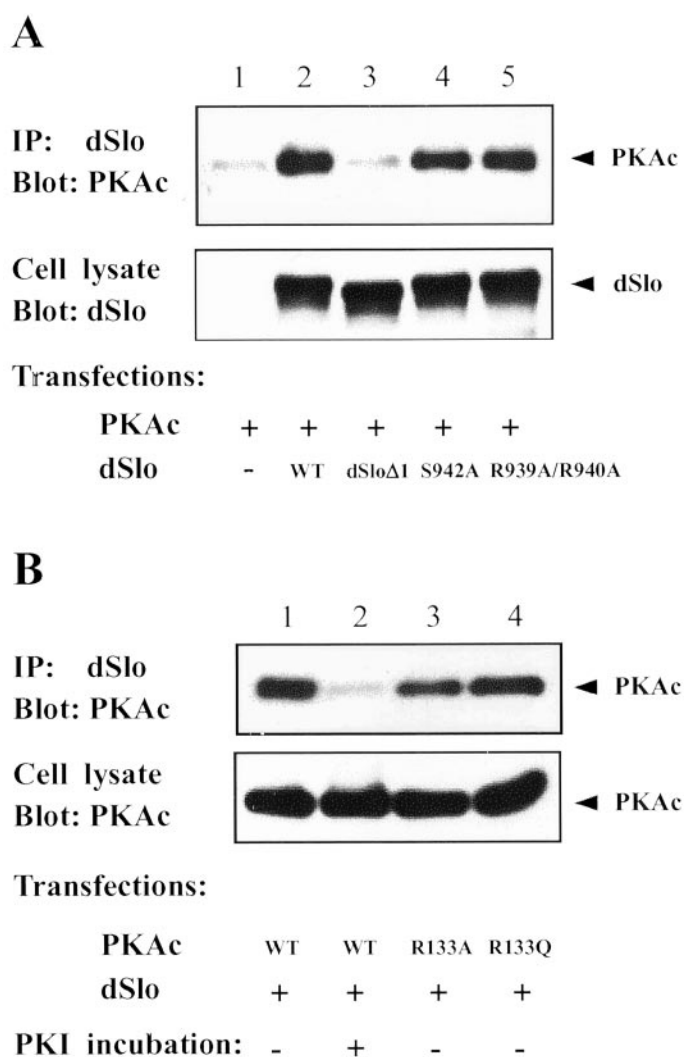 A
1 2 3 4 5
IP: dSlo
Blot: PKAc
◄ PKAc
Cell lysate
Blot: dSlo
◄ dSlo
Transfections:
PKAc + + + + +
dSlo - WT dSloΔ1 S942A R939A/R940A
B
1 2 3 4
IP: dSlo
Blot: PKAc
◄ PKAc
Cell lysate
Blot: PKAc
◄ PKAc
Transfections:
PKAc WT WT R133A R133Q
dSlo + + + +
PKI incubation: - + - -